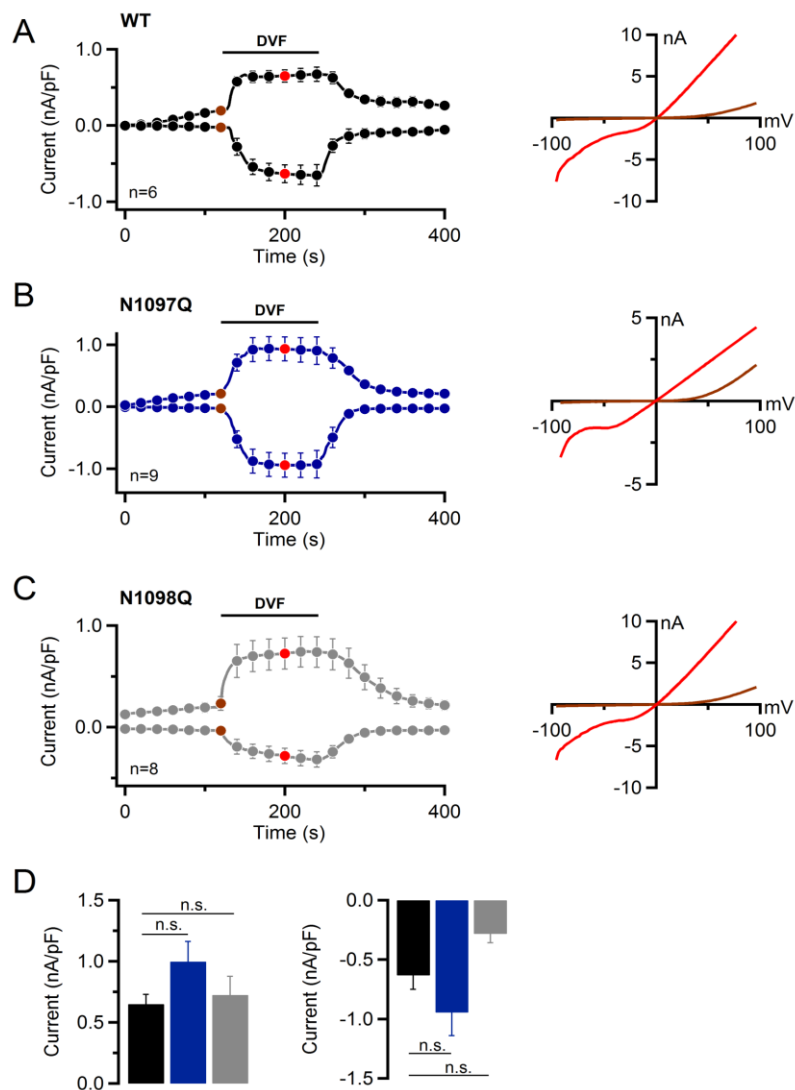 A
WT
DVF
1.0
0.0
-1.0
Current (nA/pF)
n=6
0
200
400
Time (s)
nA
10
5
-5
-10
-100
100
mV
B
N1097Q
DVF
1.0
0.0
-1.0
Current (nA/pF)
n=9
0
200
400
Time (s)
nA
5
-5
-100
100
mV
C
N1098Q
DVF
1.0
0.0
Current (nA/pF)
n=8
0
200
400
Time (s)
nA
10
5
-5
-10
-100
100
mV
D
1.5
1.0
0.5
0.0
Current (nA/pF)
n.s.
n.s.
0.0
-0.5
-1.0
-1.5
Current (nA/pF)
n.s.
n.s.